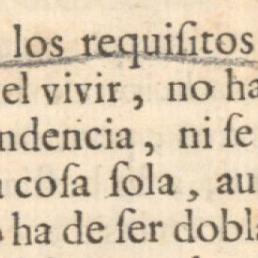 los requiſitos
el vivir, no ha
ndencia, ni ſe
coſa ſola, au
ha de ſer dobla